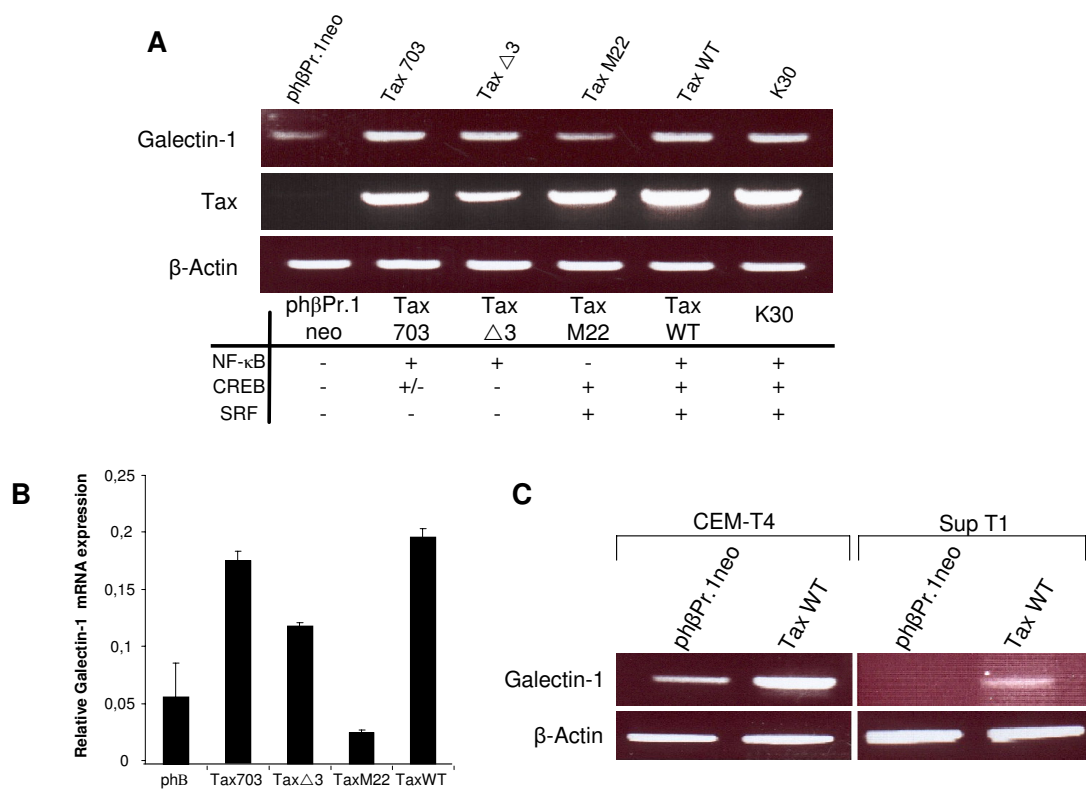 A
phβPr.1neo Tax 703 Tax △3 Tax M22 Tax WT K30
Galectin-1
Tax
β-Actin
phβPr.1 Tax Tax Tax Tax K30
neo 703 △3 M22 WT
NF-κB - + + - + +
CREB - +/- - + + +
SRF - - - + + +
B
Relative Galectin-1 mRNA expression
0,25
0,2
0,15
0,1
0,05
0
phB Tax703 Tax△3 TaxM22 TaxWT
C
CEM-T4 Sup T1
phβPr.1neo Tax WT phβPr.1neo Tax WT
Galectin-1
β-Actin